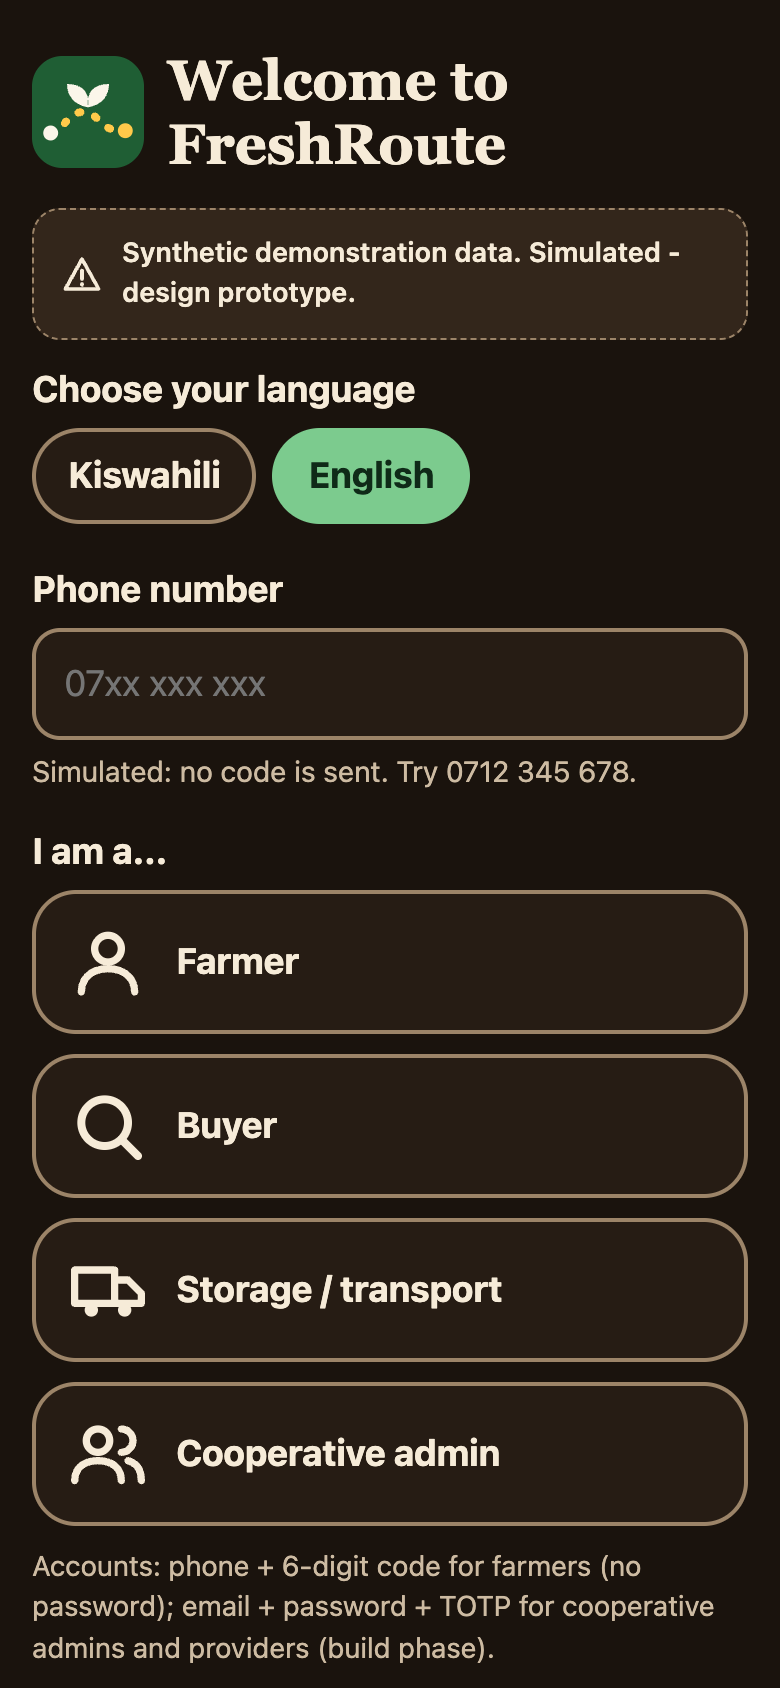 Welcome to
FreshRoute
Synthetic demonstration data. Simulated -
design prototype.
Choose your language
Kiswahili
English
Phone number
07xx xxx xxx
Simulated: no code is sent. Try 0712 345 678.
I am a...
Farmer
Buyer
Storage / transport
Cooperative admin
Accounts: phone + 6-digit code for farmers (no
password); email + password + TOTP for cooperative
admins and providers (build phase).